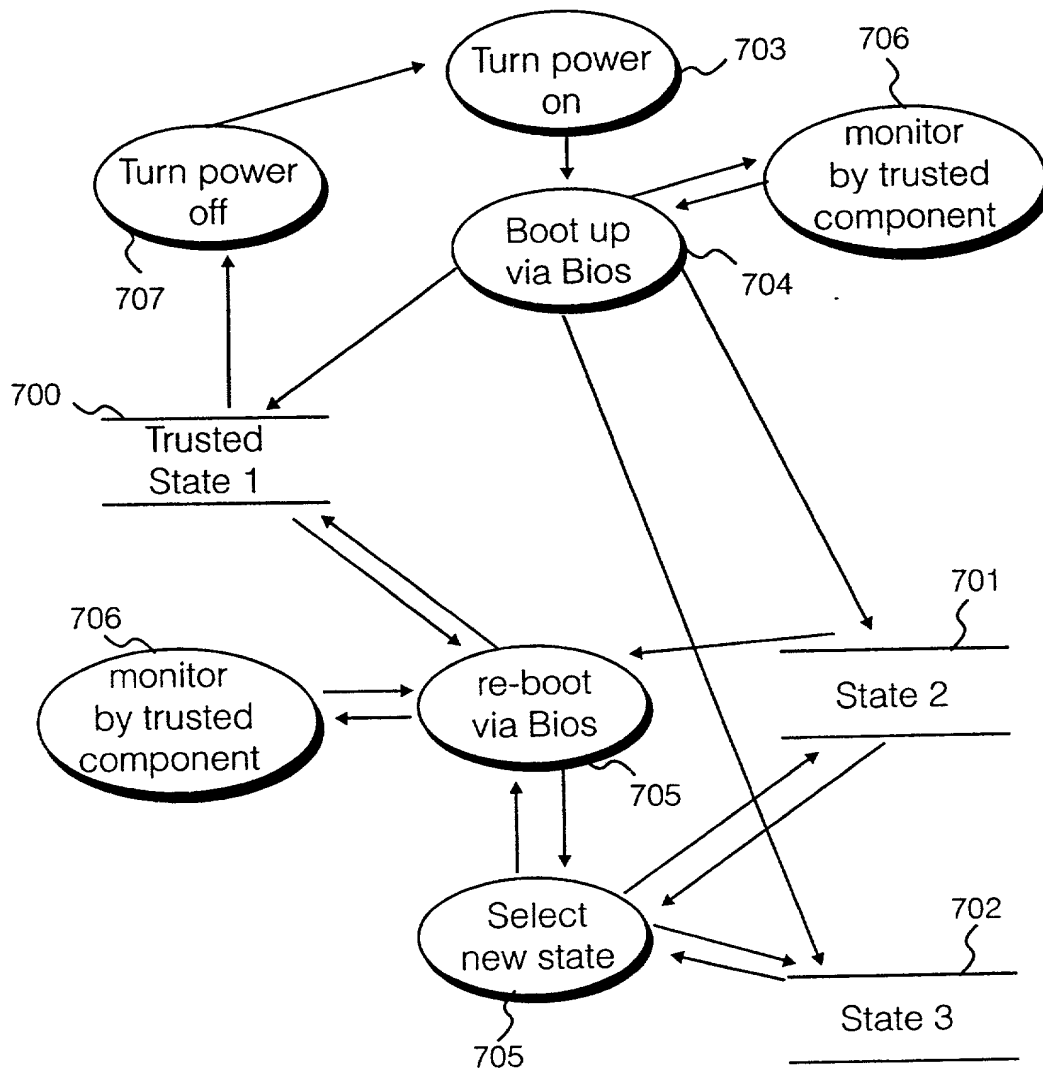 Turn power
on
703
706
monitor
by trusted
component
Turn power
off
707
Boot up
via Bios
704
700
Trusted
State 1
701
State 2
706
monitor
by trusted
component
re-boot
via Bios
705
Select
new state
705
702
State 3